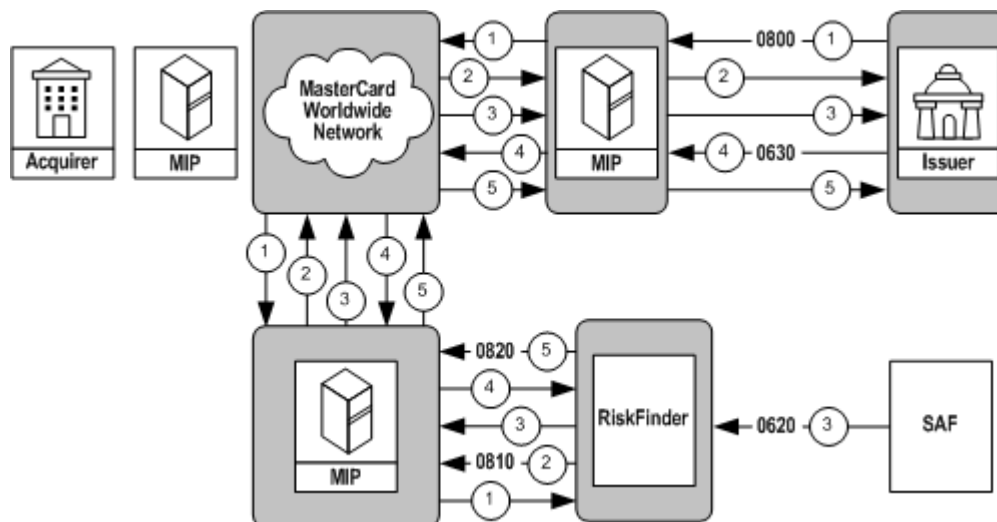 Acquirer
MIP
MasterCard
Worldwide
Network
1
2
3
4
5
MIP
0800 1
2
3
4 0630
5
Issuer
1
2
3
4
5
MIP
0820 5
4
3
0810 2
1
RiskFinder
0620 3
SAF